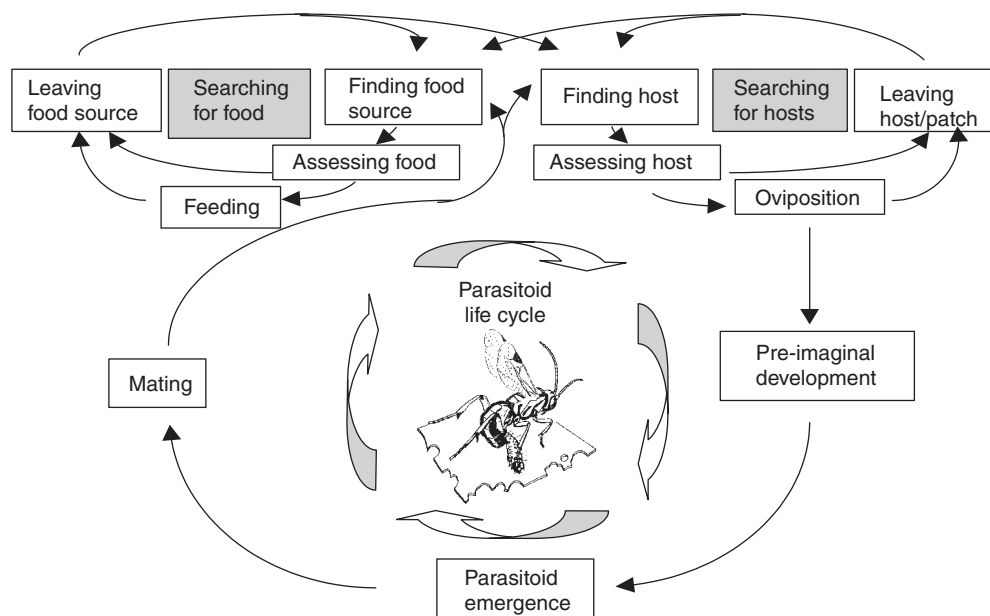 Leaving
food source
Searching
for food
Finding food
source
Finding host
Searching
for hosts
Leaving
host/patch
Assessing food
Assessing host
Feeding
Oviposition
Parasitoid
life cycle
Pre-imaginal
development
Mating
Parasitoid
emergence